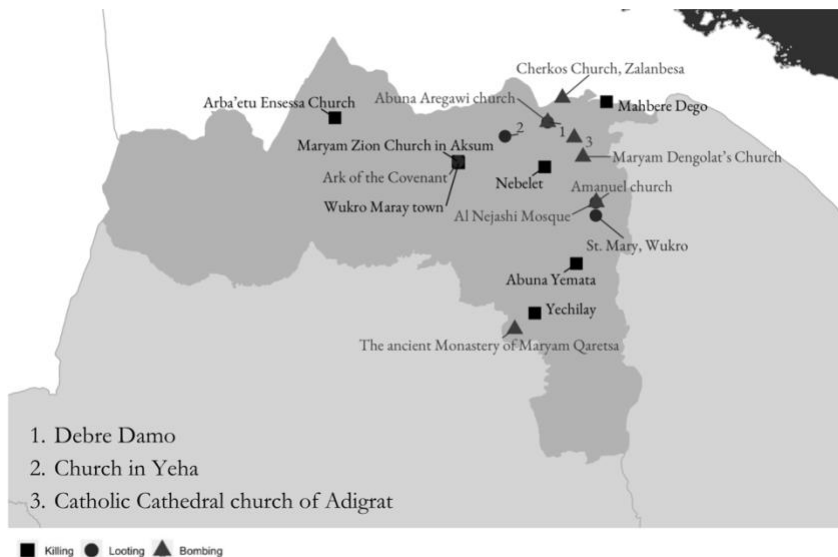 Cherkos Church, Zalanbesa
Abuna Aregawi church
Mahbere Dego
Arba'etu Ensessa Church
1
2
3
Maryam Zion Church in Aksum
Maryam Dengolat's Church
Ark of the Covenant
Nebelet
Amanuel church
Wukro Maray town
Al Nejashi Mosque
St. Mary, Wukro
Abuna Yemata
Yechilay
The ancient Monastery of Maryam Qaretsa
1. Debre Damo
2. Church in Yeha
3. Catholic Cathedral church of Adigrat
Killing Looting Bombing